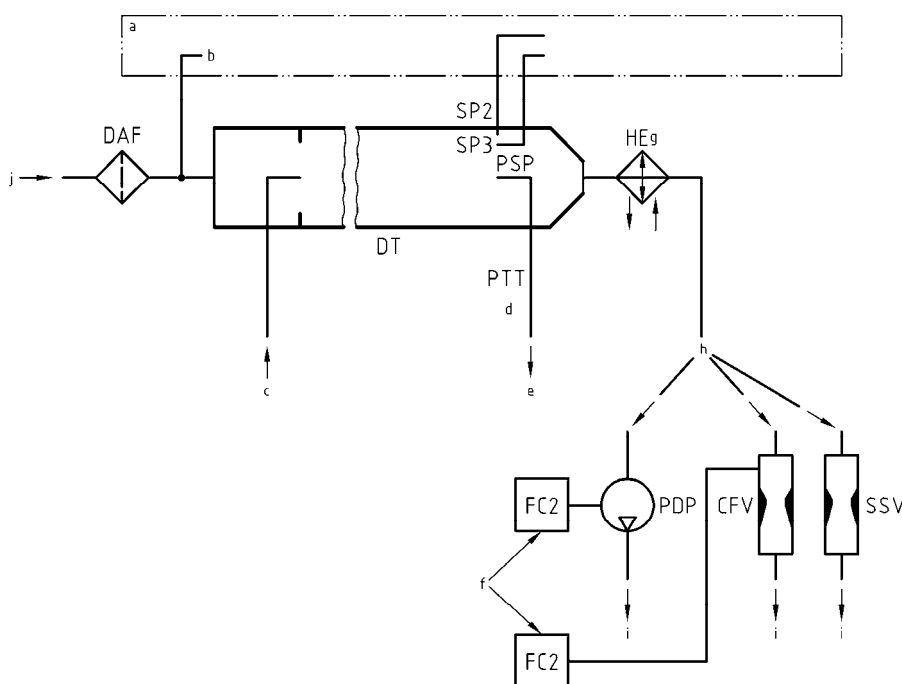 a
b
SP2
DAF
SP3
HEg
PSP
j
DT
PTT
d
h
c
e
FC2
PDP
CFV
SSV
f
i
i
i
FC2